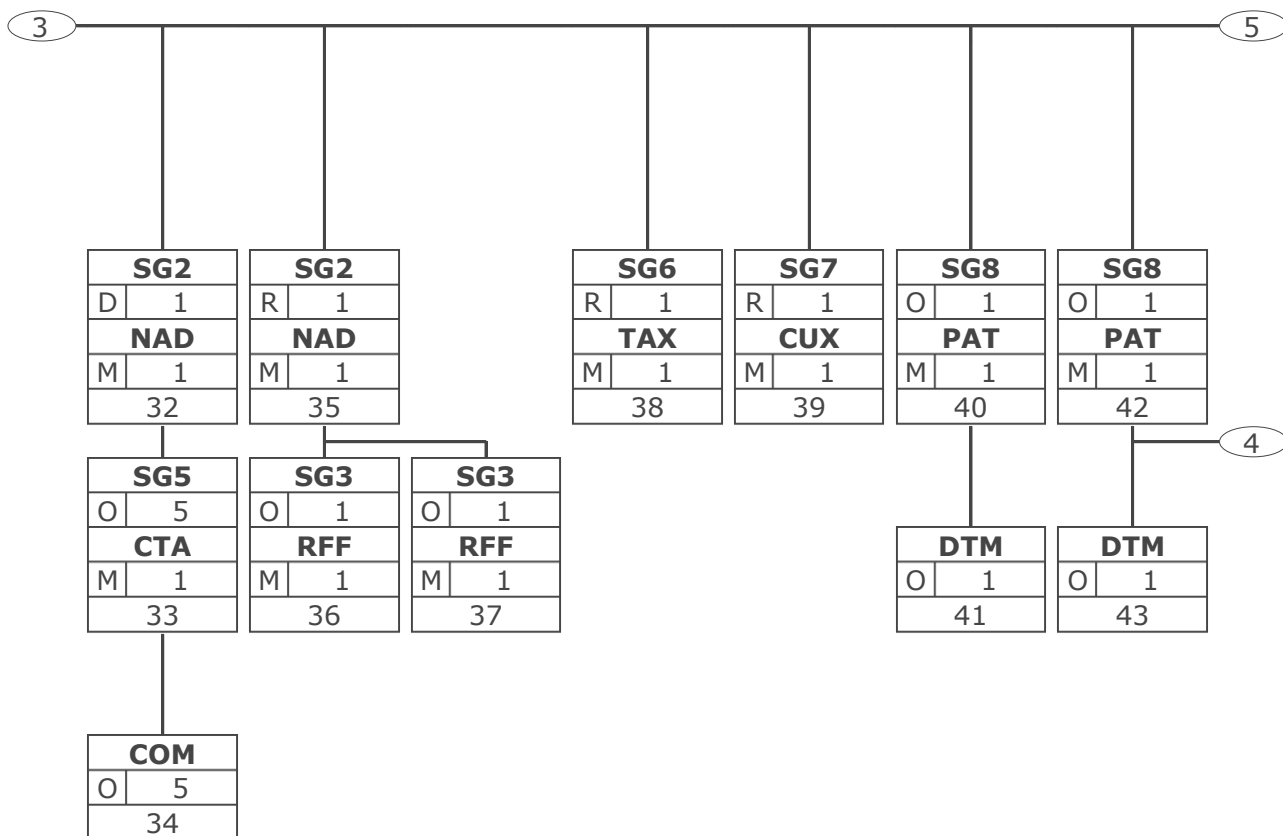 3 5
SG2 SG2 SG6 SG7 SG8 SG8
D 1 R 1 R 1 R 1 O 1 O 1
NAD NAD TAX CUX PAT PAT
M 1 M 1 M 1 M 1 M 1 M 1
32 35 38 39 40 42
4
SG5 SG3 SG3
O 5 O 1 O 1
CTA RFF RFF DTM DTM
M 1 M 1 M 1 O 1 O 1
33 36 37 41 43
COM
O 5
34